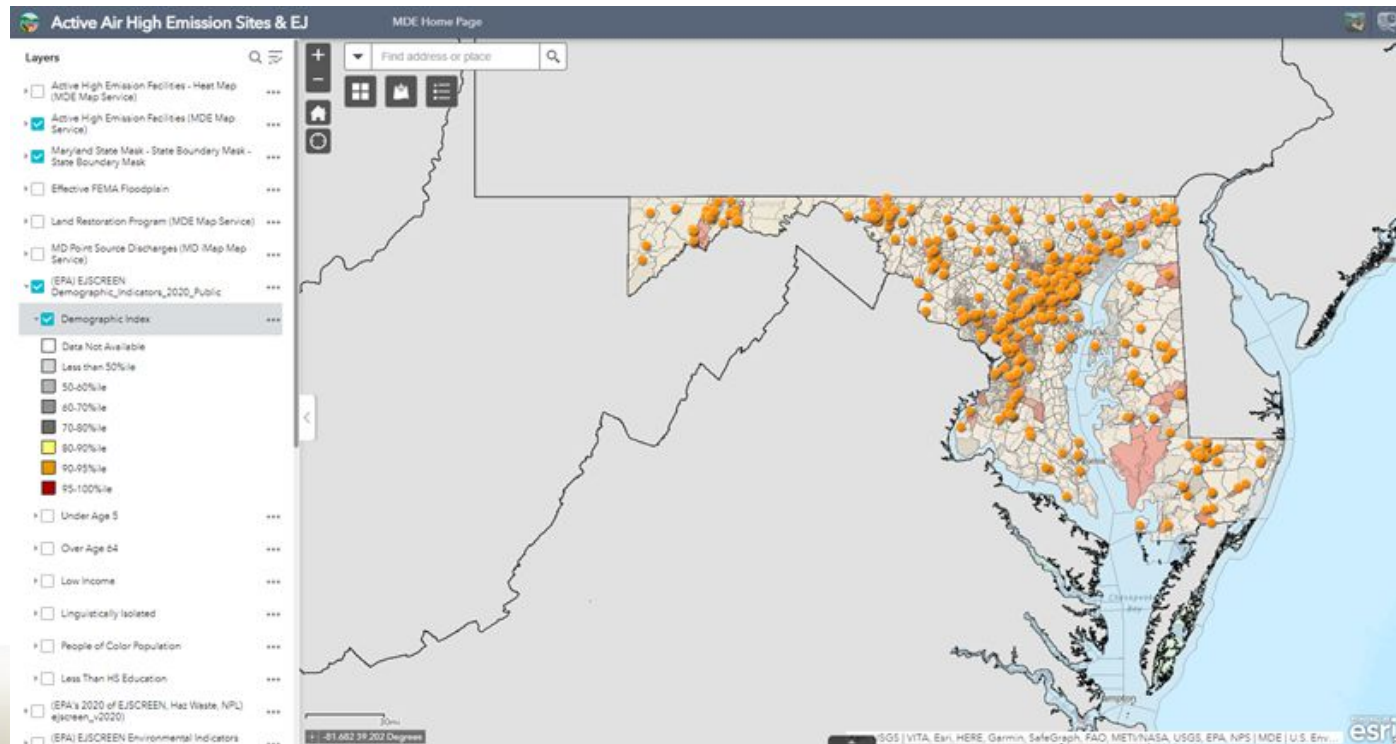 Active Air High Emission Sites & EJ
MDE Home Page
Layers
Active High Emission Facilities - Heat Map
(MDE Map Service)
Active High Emission Facilities (MDE Map
Service)
Maryland State Mask - State Boundary Mask -
State Boundary Mask
Effective FEMA Floodplain
Land Restoration Program (MDE Map Service)
MD Point Source Discharges (MD iMap Map
Service)
(EPA) EJSCREEN
Demographic_Indicators_2020_Public
Demographic Index
Data Not Available
Less than 50%ile
50-60%ile
60-70%ile
70-80%ile
80-90%ile
90-95%ile
95-100%ile
Under Age 5
Over Age 64
Low Income
Linguistically Isolated
People of Color Population
Less Than HS Education
(EPA's 2020 of EJSCREEN, Haz Waste, NPL)
ejscreen_v2020)
(EPA) EJSCREEN Environmental Indicators
Find address or place
Chesapeake
Bay
-81.682 39.202 Degrees
USGS | VITA, Esri, HERE, Garmin, SafeGraph, FAO, METI/NASA, USGS, EPA, NPS | MDE | U.S. Env...
esri